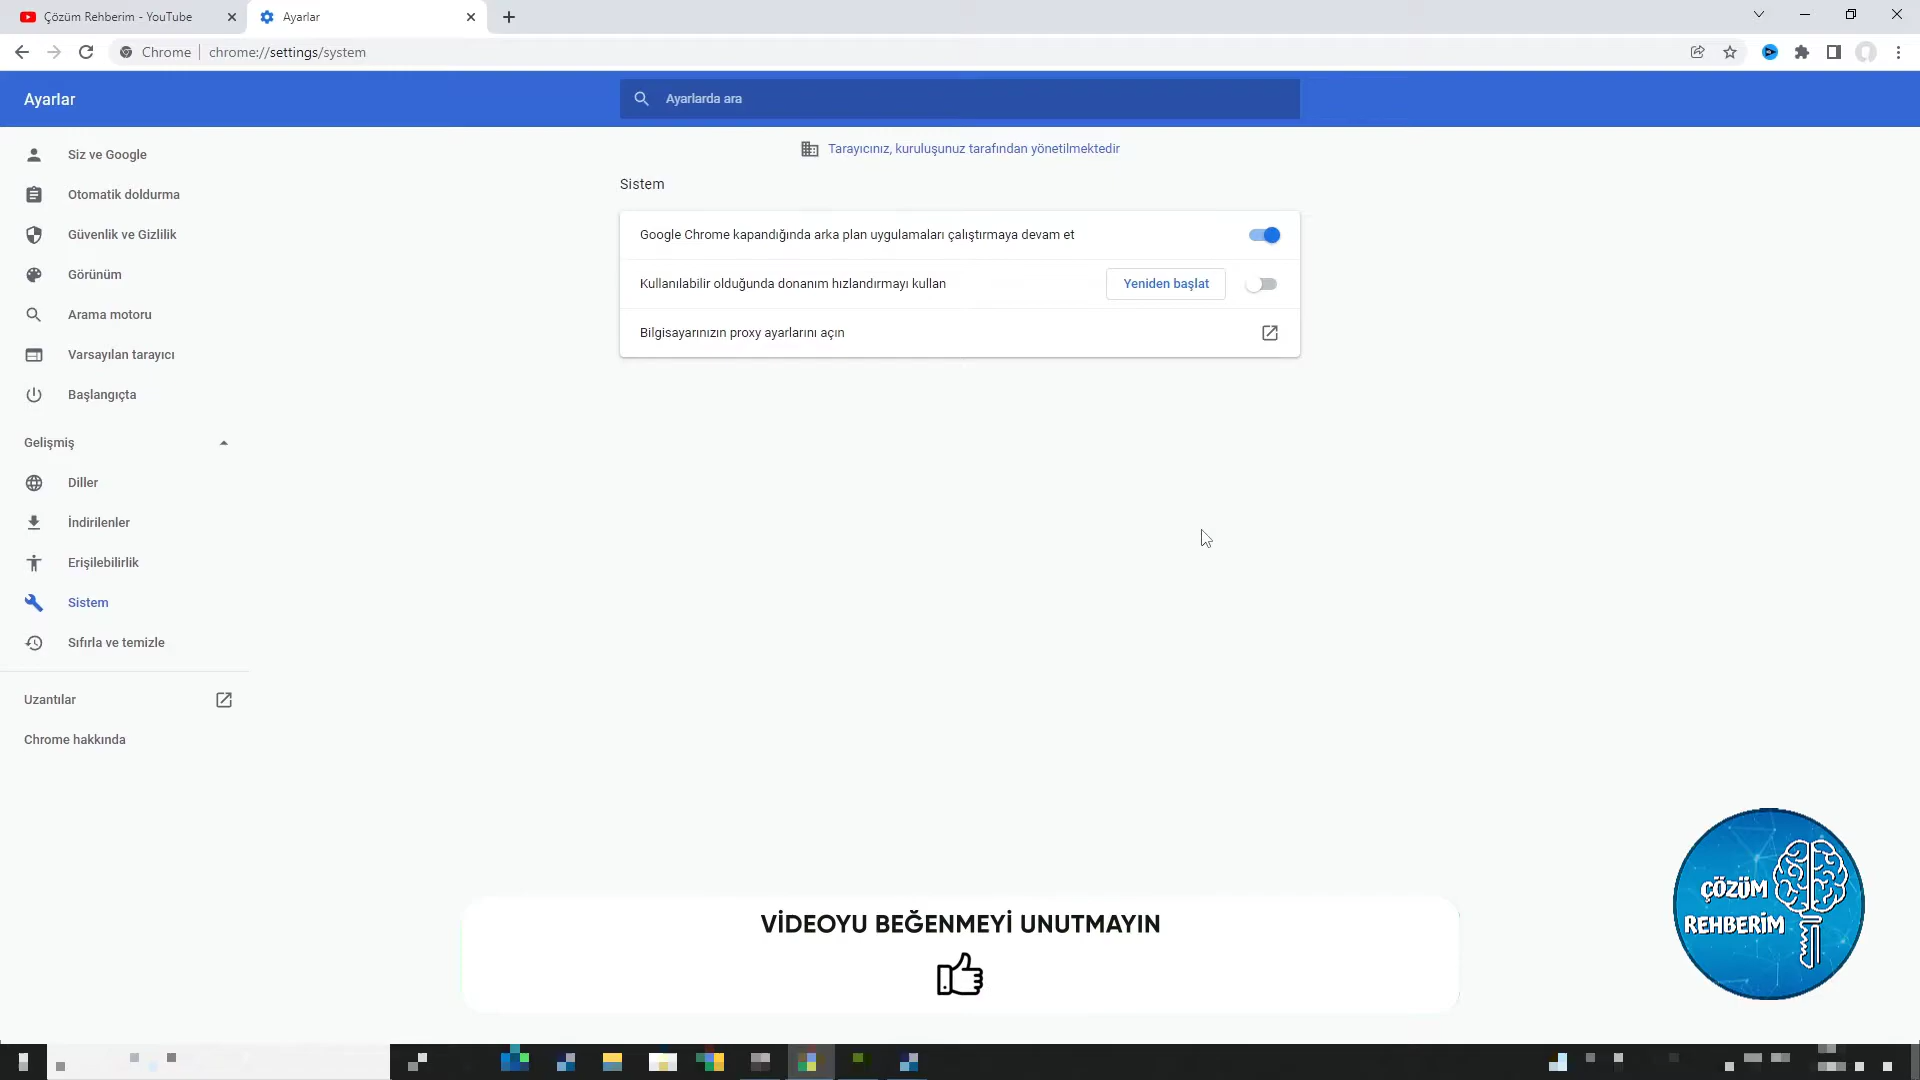 Çözüm Rehberim - YouTube
Ayarlar
Chrome
chrome://settings/system
Ayarlar
Ayarlarda ara
Tarayıcınız, kuruluşunuz tarafından yönetilmektedir
Siz ve Google
Otomatik doldurma
Güvenlik ve Gizlilik
Görünüm
Arama motoru
Varsayılan tarayıcı
Başlangıçta
Gelişmiş
Diller
İndirilenler
Erişilebilirlik
Sistem
Sıfırla ve temizle
Uzantılar
Chrome hakkında
Sistem
Google Chrome kapandığında arka plan uygulamaları çalıştırmaya devam et
Kullanılabilir olduğunda donanım hızlandırmayı kullan
Yeniden başlat
Bilgisayarınızın proxy ayarlarını açın
VİDEOYU BEĞENMEYİ UNUTMAYIN
ÇÖZÜM
REHBERİM